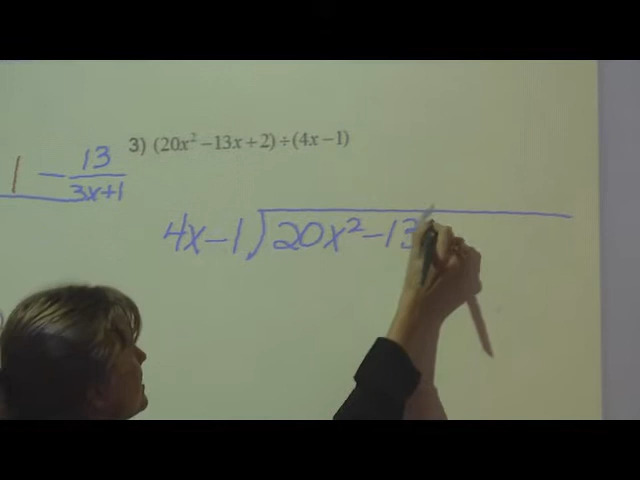 3) (20x² −13x + 2) ÷ (4x − 1)
1 − 13/3x+1
4x − 1 ) 20x² − 13